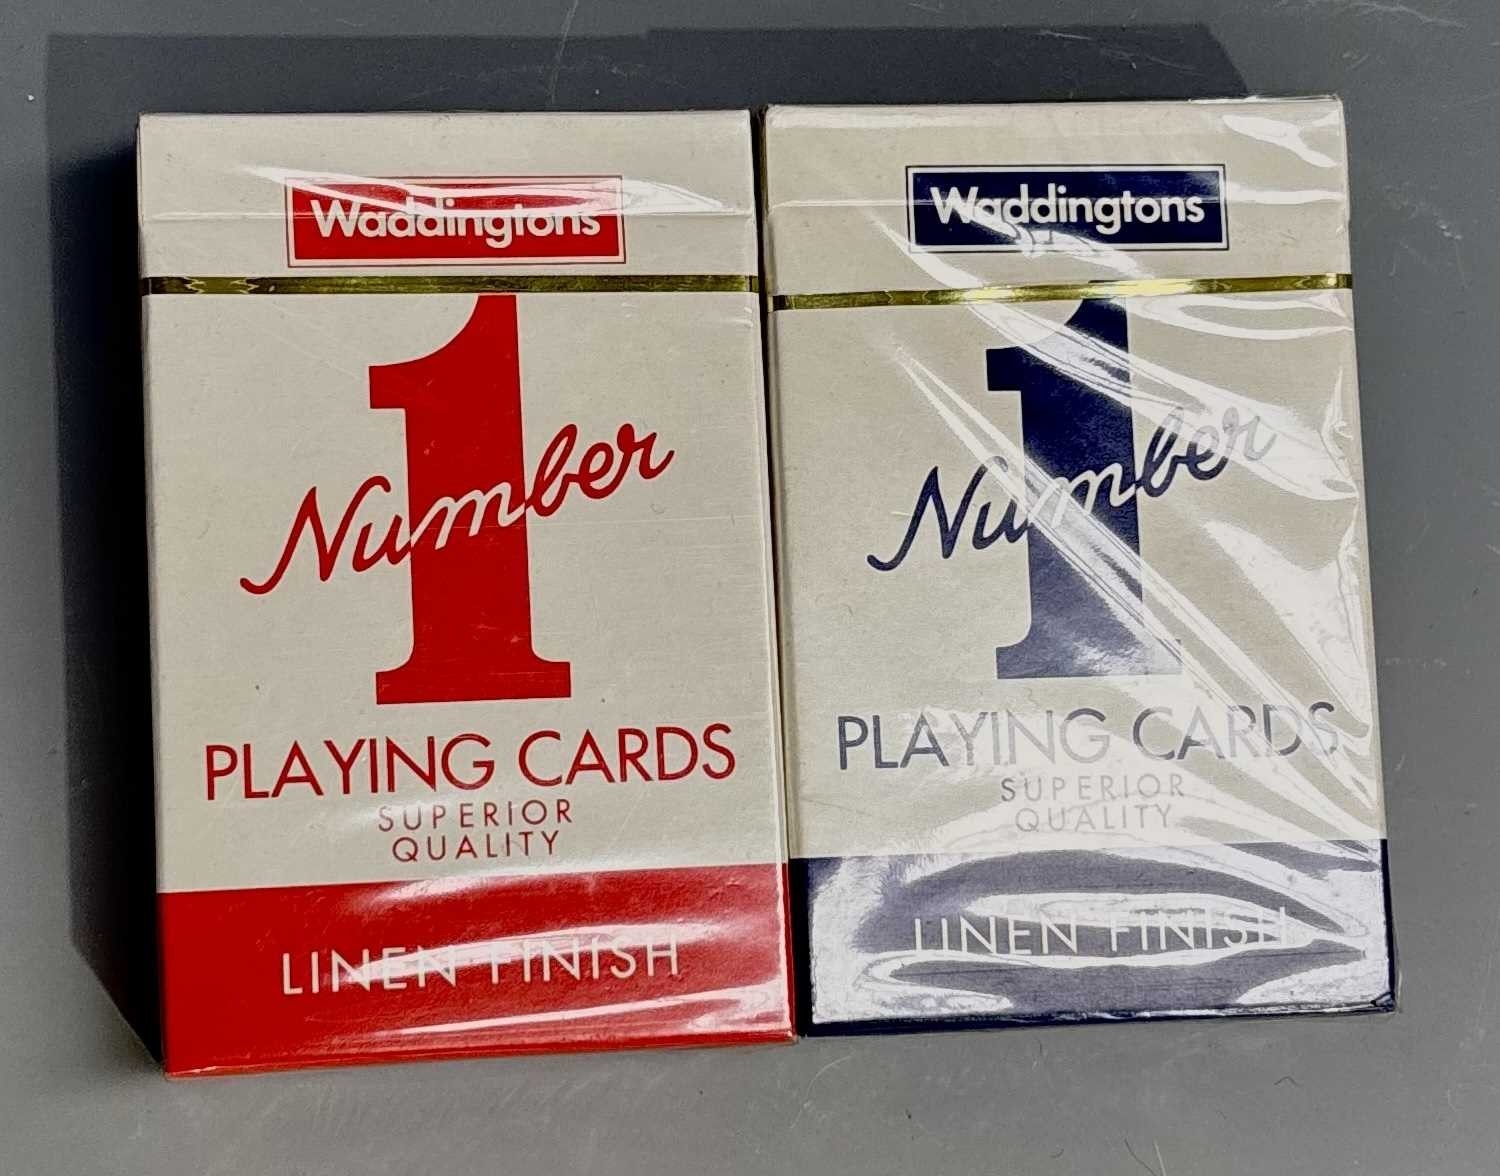 Waddingtons
1
Number
PLAYING CARDS
SUPERIOR
QUALITY
LINEN FINISH
Waddingtons
1
Number
PLAYING CARDS
SUPERIOR
QUALITY
LINEN FINISH